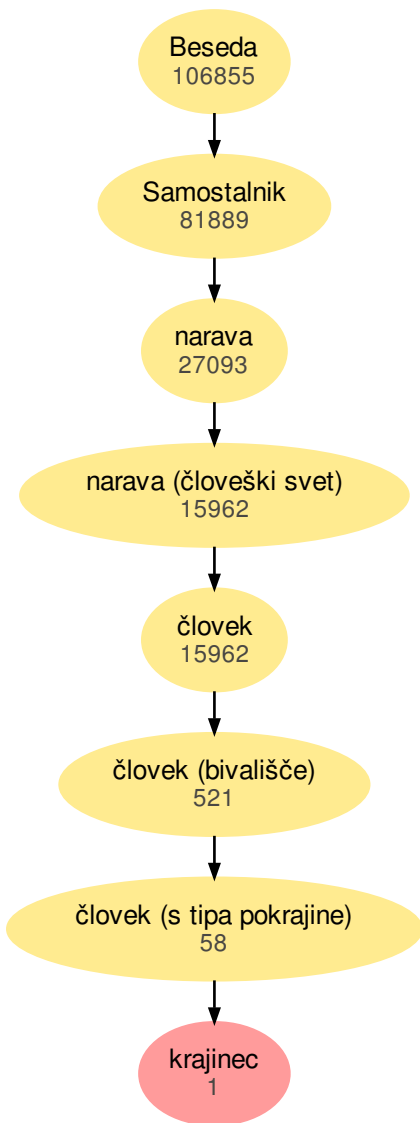 Beseda
106855
Samostalnik
81889
narava
27093
narava (človeški svet)
15962
človek
15962
človek (bivališče)
521
človek (s tipa pokrajine)
58
krajinec
1